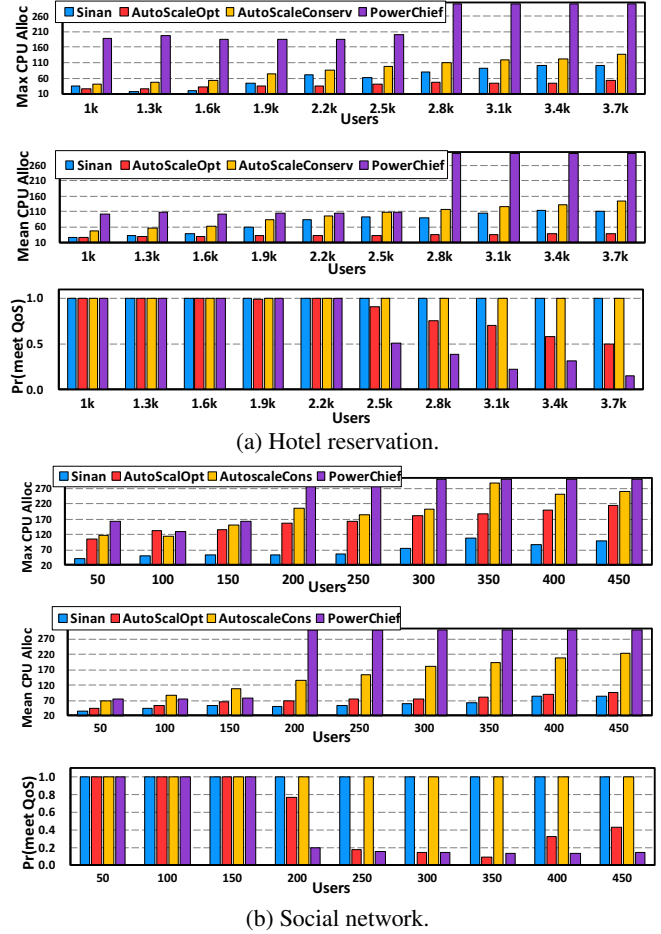 Max CPU Alloc
Sinan AutoScaleOpt AutoScaleConserv PowerChief
260
210
160
110
60
10
1k 1.3k 1.6k 1.9k 2.2k 2.5k 2.8k 3.1k 3.4k 3.7k
Users
Mean CPU Alloc
Sinan AutoScaleOpt AutoScaleConserv PowerChief
260
210
160
110
60
10
1k 1.3k 1.6k 1.9k 2.2k 2.5k 2.8k 3.1k 3.4k 3.7k
Users
Pr(meet QoS)
1.0
0.5
0.0
1k 1.3k 1.6k 1.9k 2.2k 2.5k 2.8k 3.1k 3.4k 3.7k
Users
(a) Hotel reservation.
Max CPU Alloc
Sinan AutoScalOpt AutoscaleCons PowerChief
270
220
170
120
70
20
50 100 150 200 250 300 350 400 450
Users
Mean CPU Alloc
Sinan AutoScalOpt AutoscaleCons PowerChief
270
220
170
120
70
20
50 100 150 200 250 300 350 400 450
Users
Pr(meet QoS)
1.0
0.8
0.6
0.4
0.2
0.0
50 100 150 200 250 300 350 400 450
Users
(b) Social network.